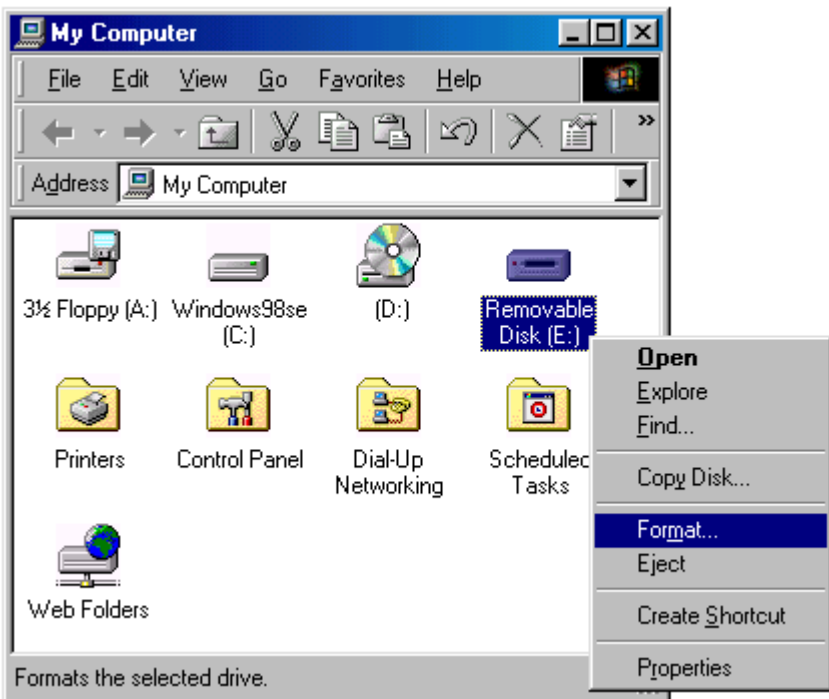 My Computer
File Edit View Go Favorites Help
»
Address My Computer
3½ Floppy (A:) Windows98se (D:) Removable
(C:) Disk (E:)
Printers Control Panel Dial-Up Scheduled
Networking Tasks
Web Folders
Open
Explore
Find...
Copy Disk...
Format...
Eject
Create Shortcut
Properties
Formats the selected drive.